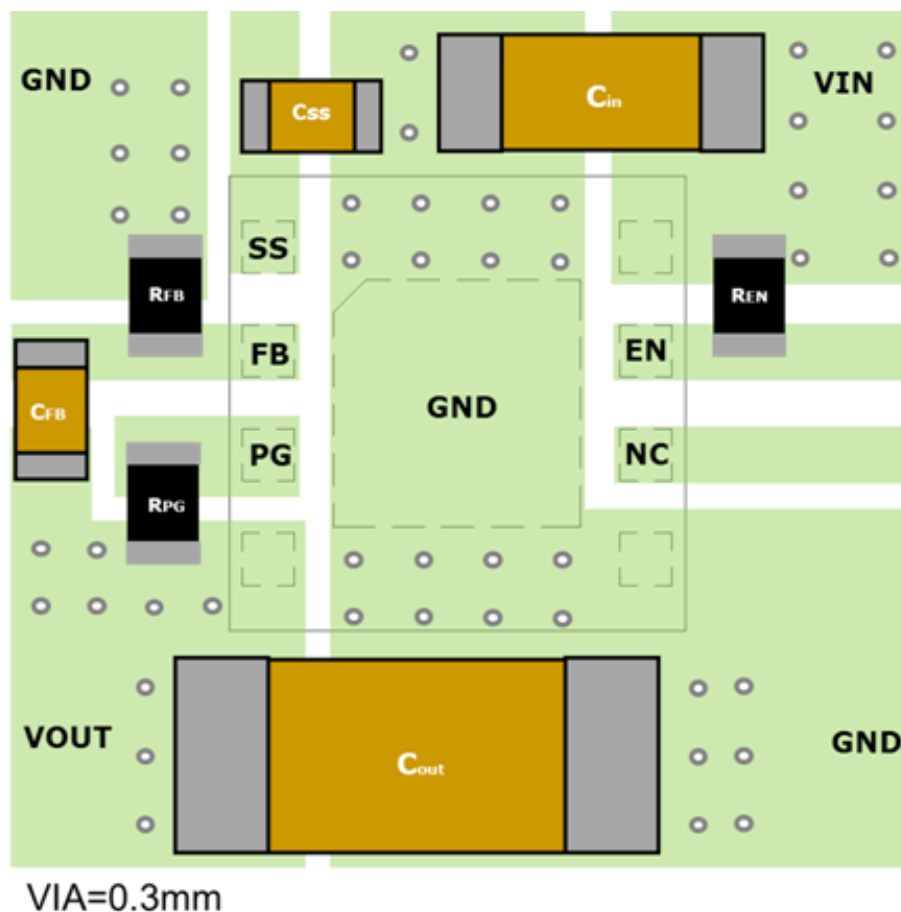 GND
Css
Cin
VIN
SS
RFB
REN
FB
EN
CFB
GND
PG
NC
RPG
VOUT
Cout
GND
VIA=0.3mm